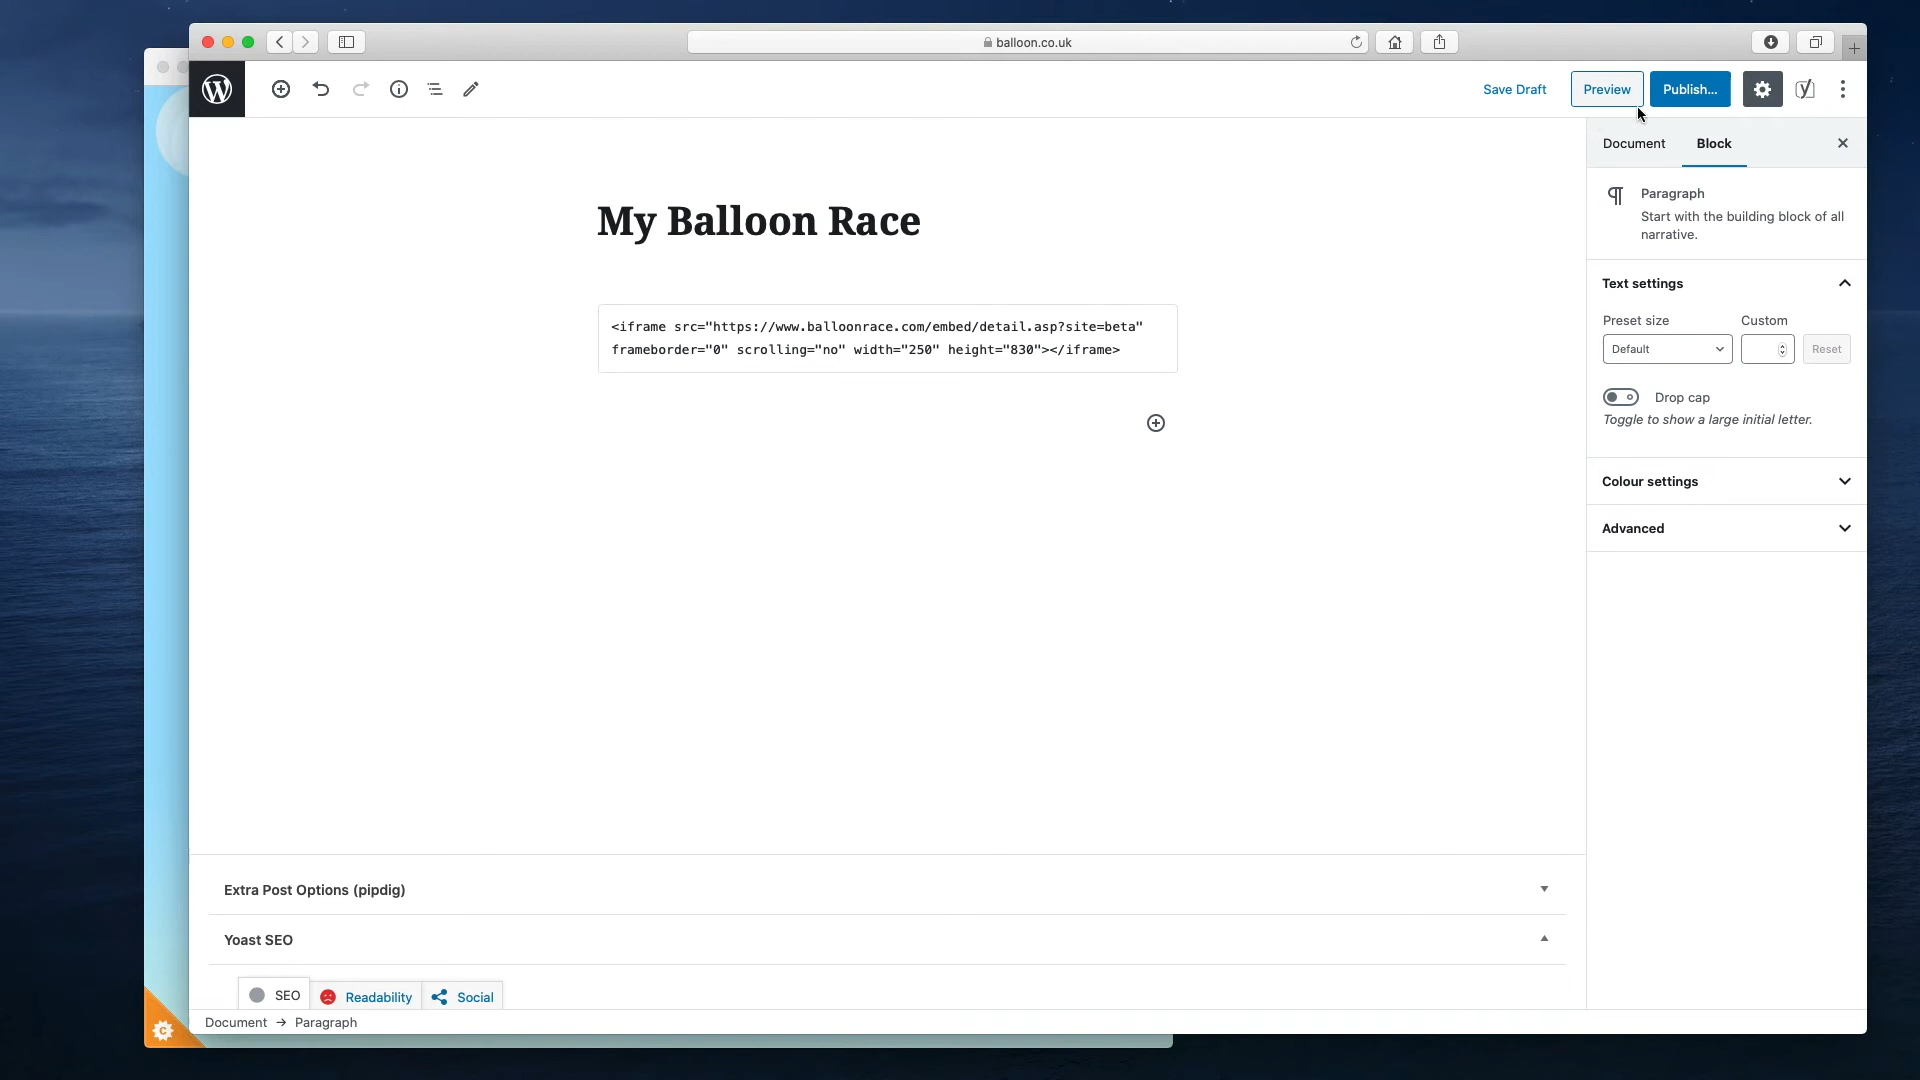 balloon.co.uk
Save Draft
Preview
Publish...
Document
Block
My Balloon Race
<iframe src="https://www.balloonrace.com/embed/detail.asp?site=beta"
frameborder="0" scrolling="no" width="250" height="830"></iframe>
Paragraph
Start with the building block of all
narrative.
Text settings
Preset size
Custom
Default
Reset
Drop cap
Toggle to show a large initial letter.
Colour settings
Advanced
Extra Post Options (pipdig)
Yoast SEO
SEO
Readability
Social
Document → Paragraph